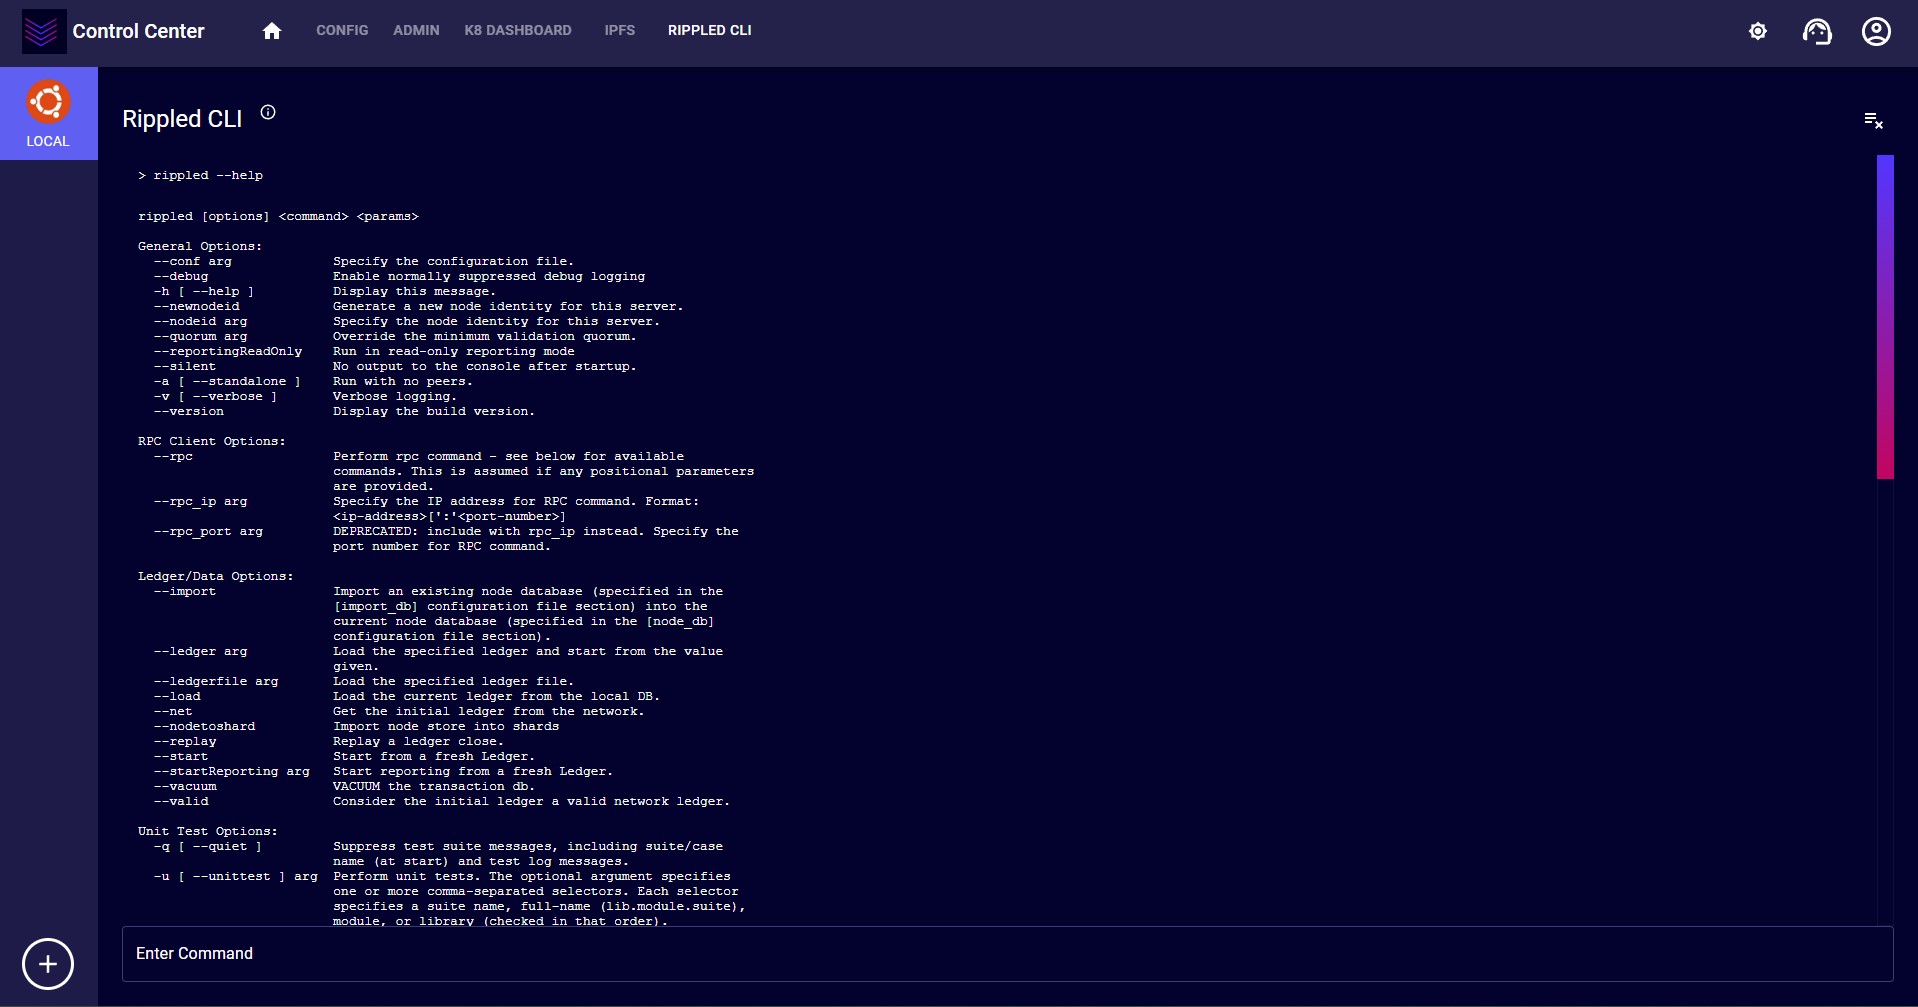 Control Center
CONFIG ADMIN K8 DASHBOARD IPFS RIPPLED CLI
LOCAL
Rippled CLI
> rippled --help
rippled [options] <command> <params>
General Options:
--conf arg Specify the configuration file.
--debug Enable normally suppressed debug logging
-h [ --help ] Display this message.
--newnodeid Generate a new node identity for this server.
--nodeid arg Specify the node identity for this server.
--quorum arg Override the minimum validation quorum.
--reportingReadOnly Run in read-only reporting mode
--silent No output to the console after startup.
-a [ --standalone ] Run with no peers.
-v [ --verbose ] Verbose logging.
--version Display the build version.
RPC Client Options:
--rpc Perform rpc command - see below for available
commands. This is assumed if any positional parameters
are provided.
--rpc_ip arg Specify the IP address for RPC command. Format:
<ip-address>[':'<port-number>]
--rpc_port arg DEPRECATED: include with rpc_ip instead. Specify the
port number for RPC command.
Ledger/Data Options:
--import Import an existing node database (specified in the
[import_db] configuration file section) into the
current node database (specified in the [node_db]
configuration file section).
--ledger arg Load the specified ledger and start from the value
given.
--ledgerfile arg Load the specified ledger file.
--load Load the current ledger from the local DB.
--net Get the initial ledger from the network.
--nodetoshard Import node store into shards
--replay Replay a ledger close.
--start Start from a fresh Ledger.
--startReporting arg Start reporting from a fresh Ledger.
--vacuum VACUUM the transaction db.
--valid Consider the initial ledger a valid network ledger.
Unit Test Options:
-q [ --quiet ] Suppress test suite messages, including suite/case
name (at start) and test log messages.
-u [ --unittest ] arg Perform unit tests. The optional argument specifies
one or more comma-separated selectors. Each selector
specifies a suite name, full-name (lib.module.suite),
module, or library (checked in that order).
Enter Command